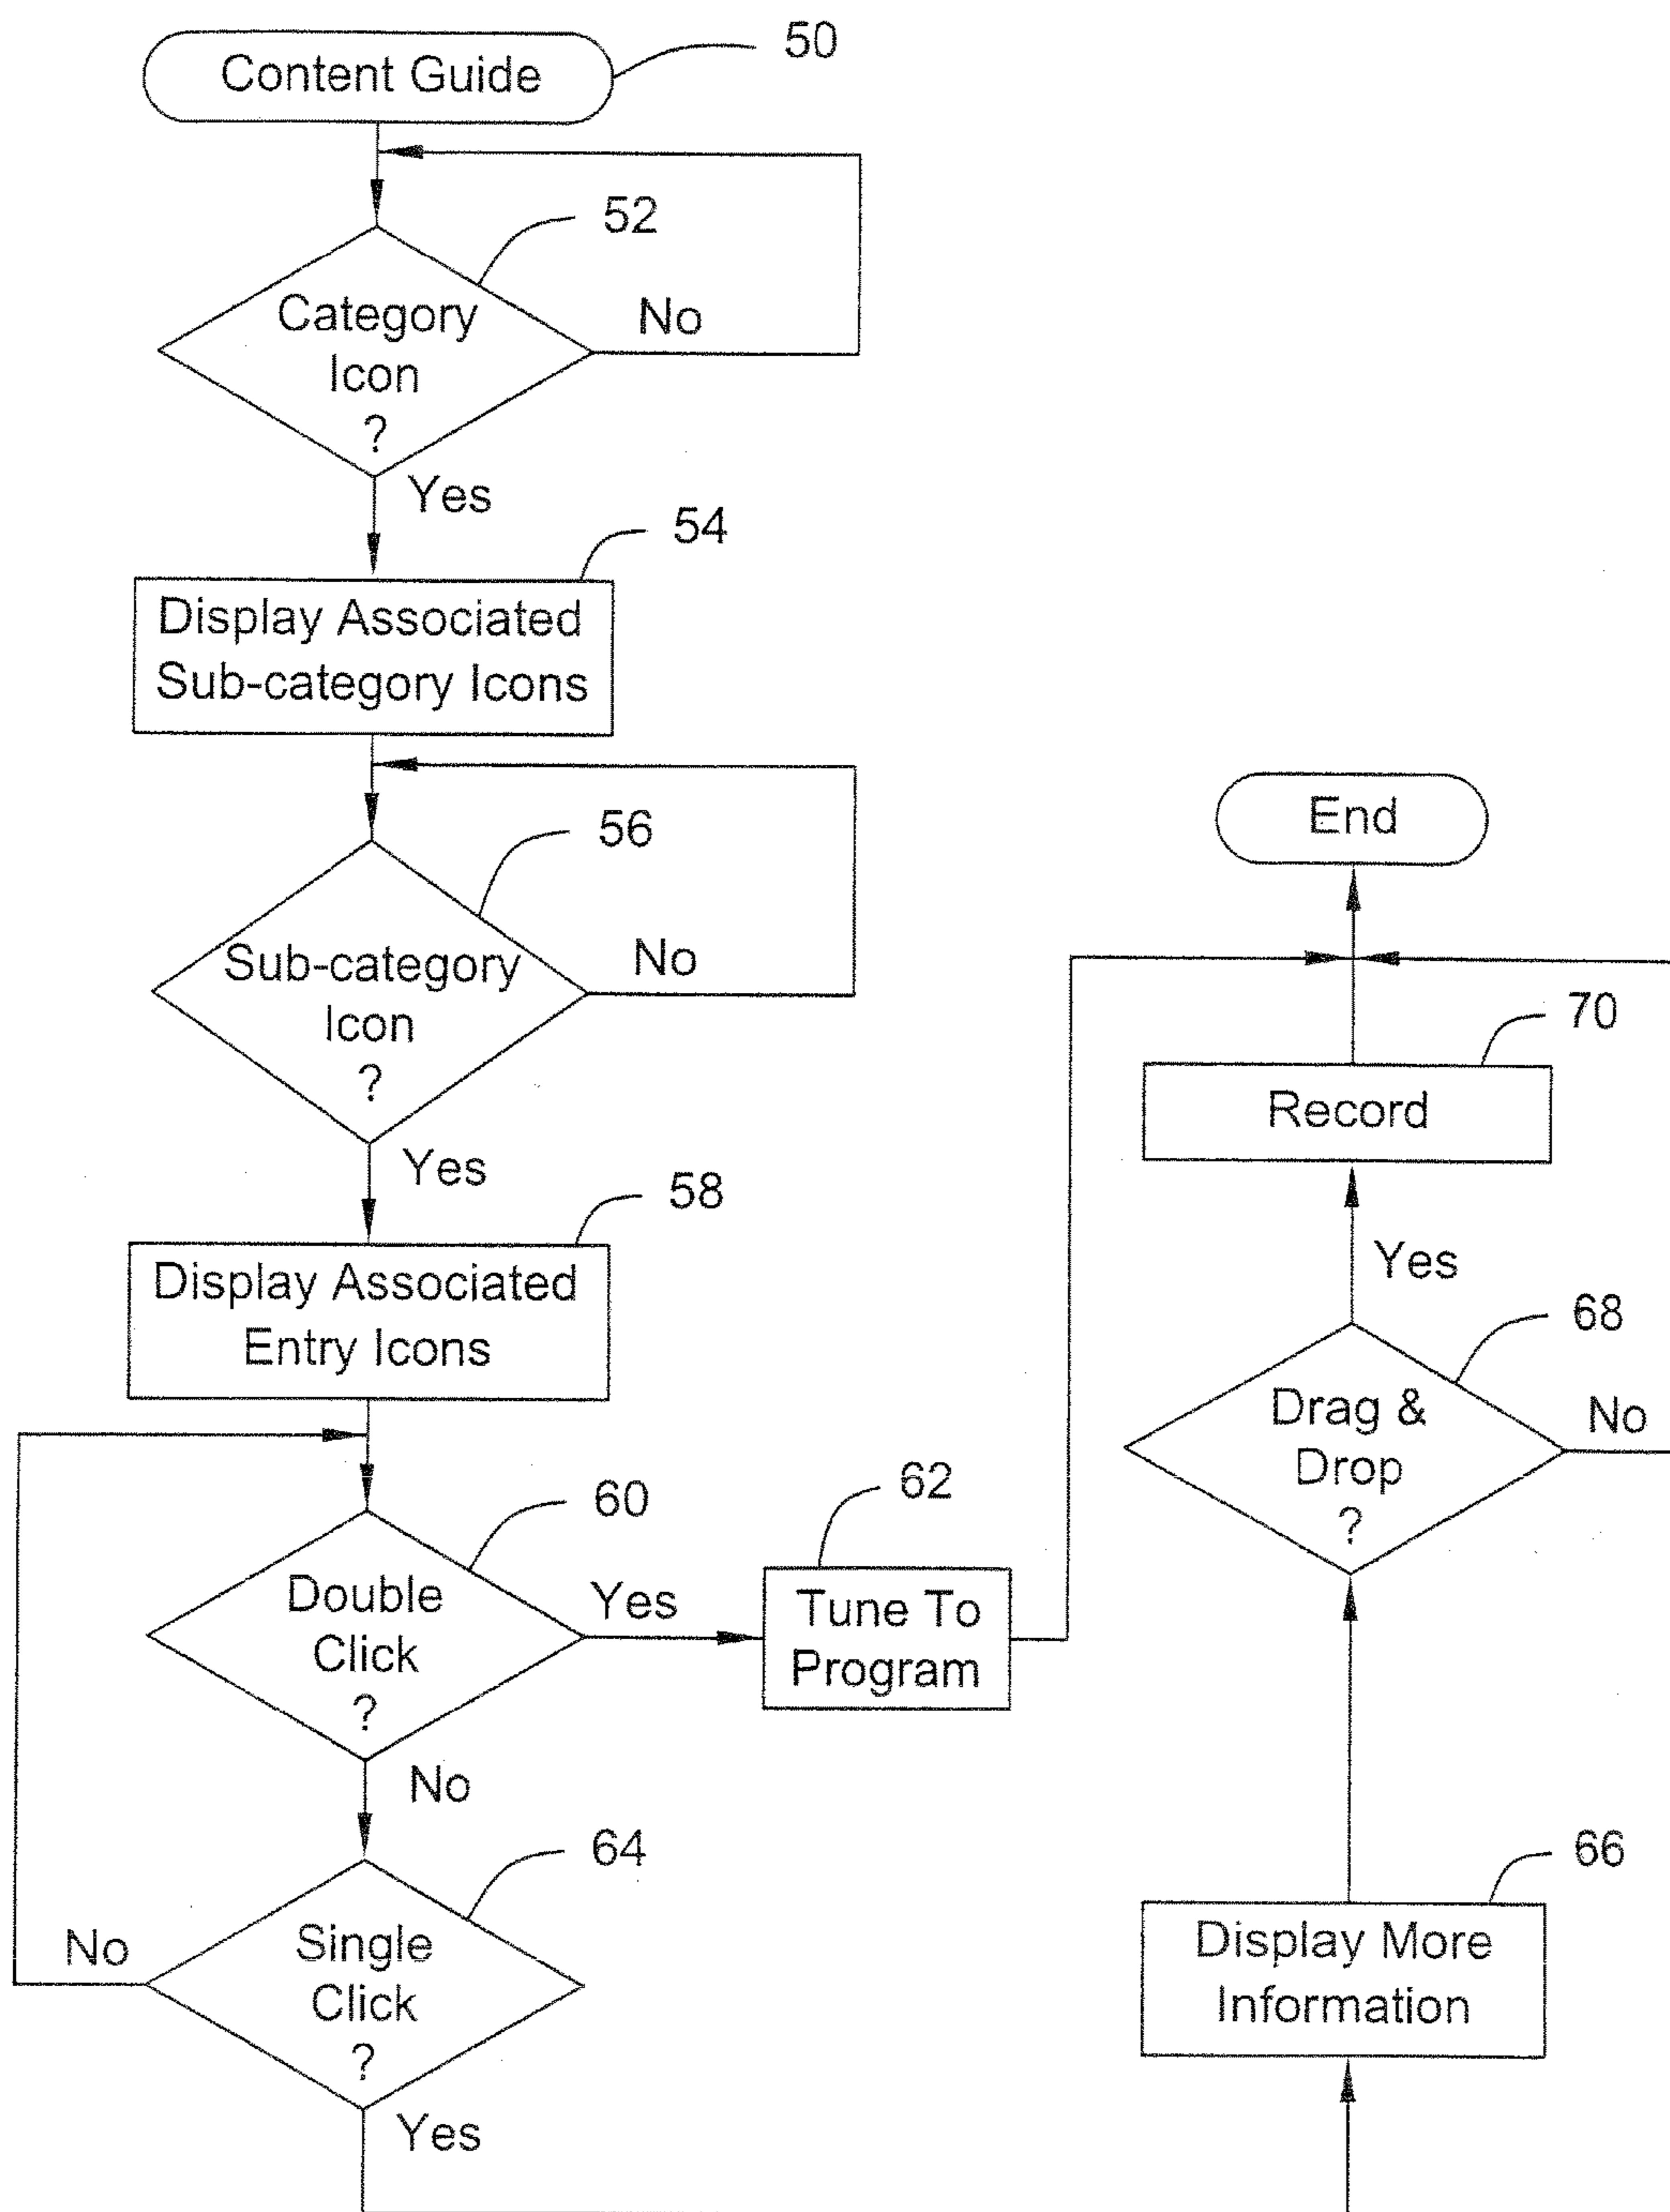 Content Guide
50
52
Category
Icon
?
No
Yes
54
Display Associated
Sub-category Icons
56
Sub-category
Icon
?
No
Yes
58
Display Associated
Entry Icons
60
Double
Click
?
Yes
62
Tune To
Program
No
64
Single
Click
?
No
Yes
End
70
Record
Yes
68
Drag &
Drop
?
No
66
Display More
Information